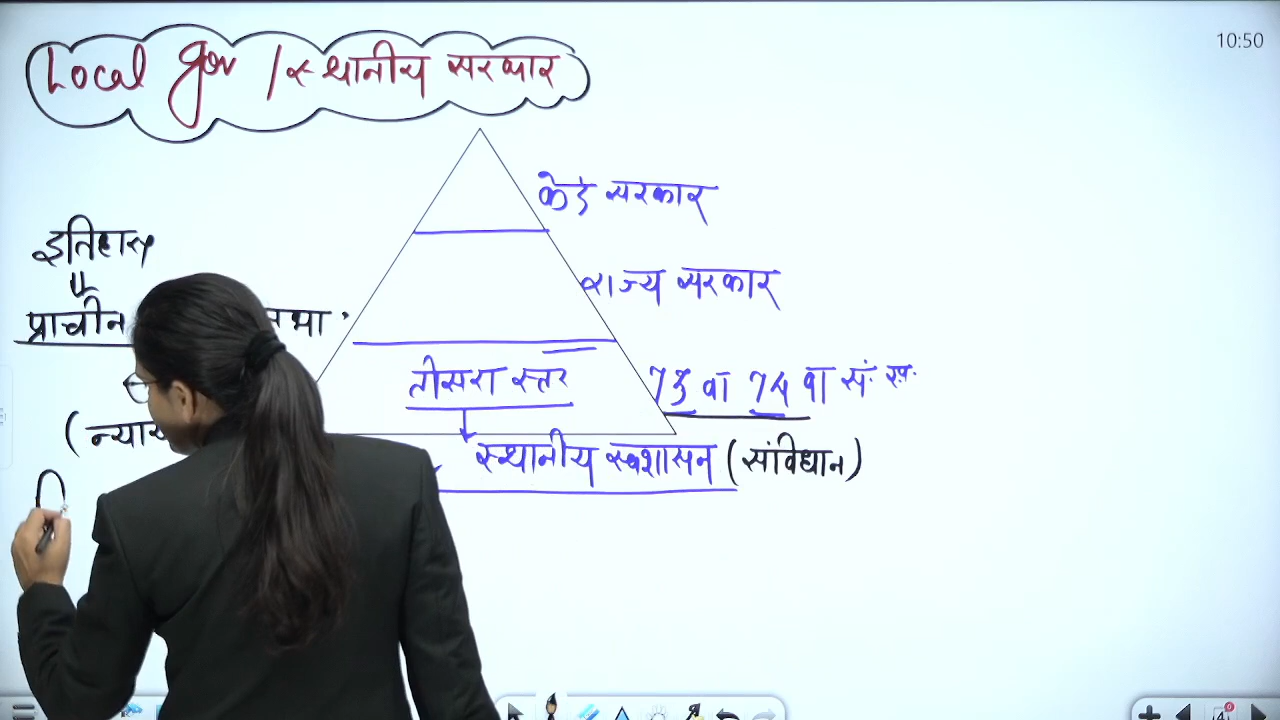 10:50
Local gov / स्थानीय सरकार
केंद्र सरकार
इतिहास
राज्य सरकार
प्राचीन
तीसरा स्तर
73 वां 74 वां सं. सं.
स्थानीय स्वशासन (संविधान)